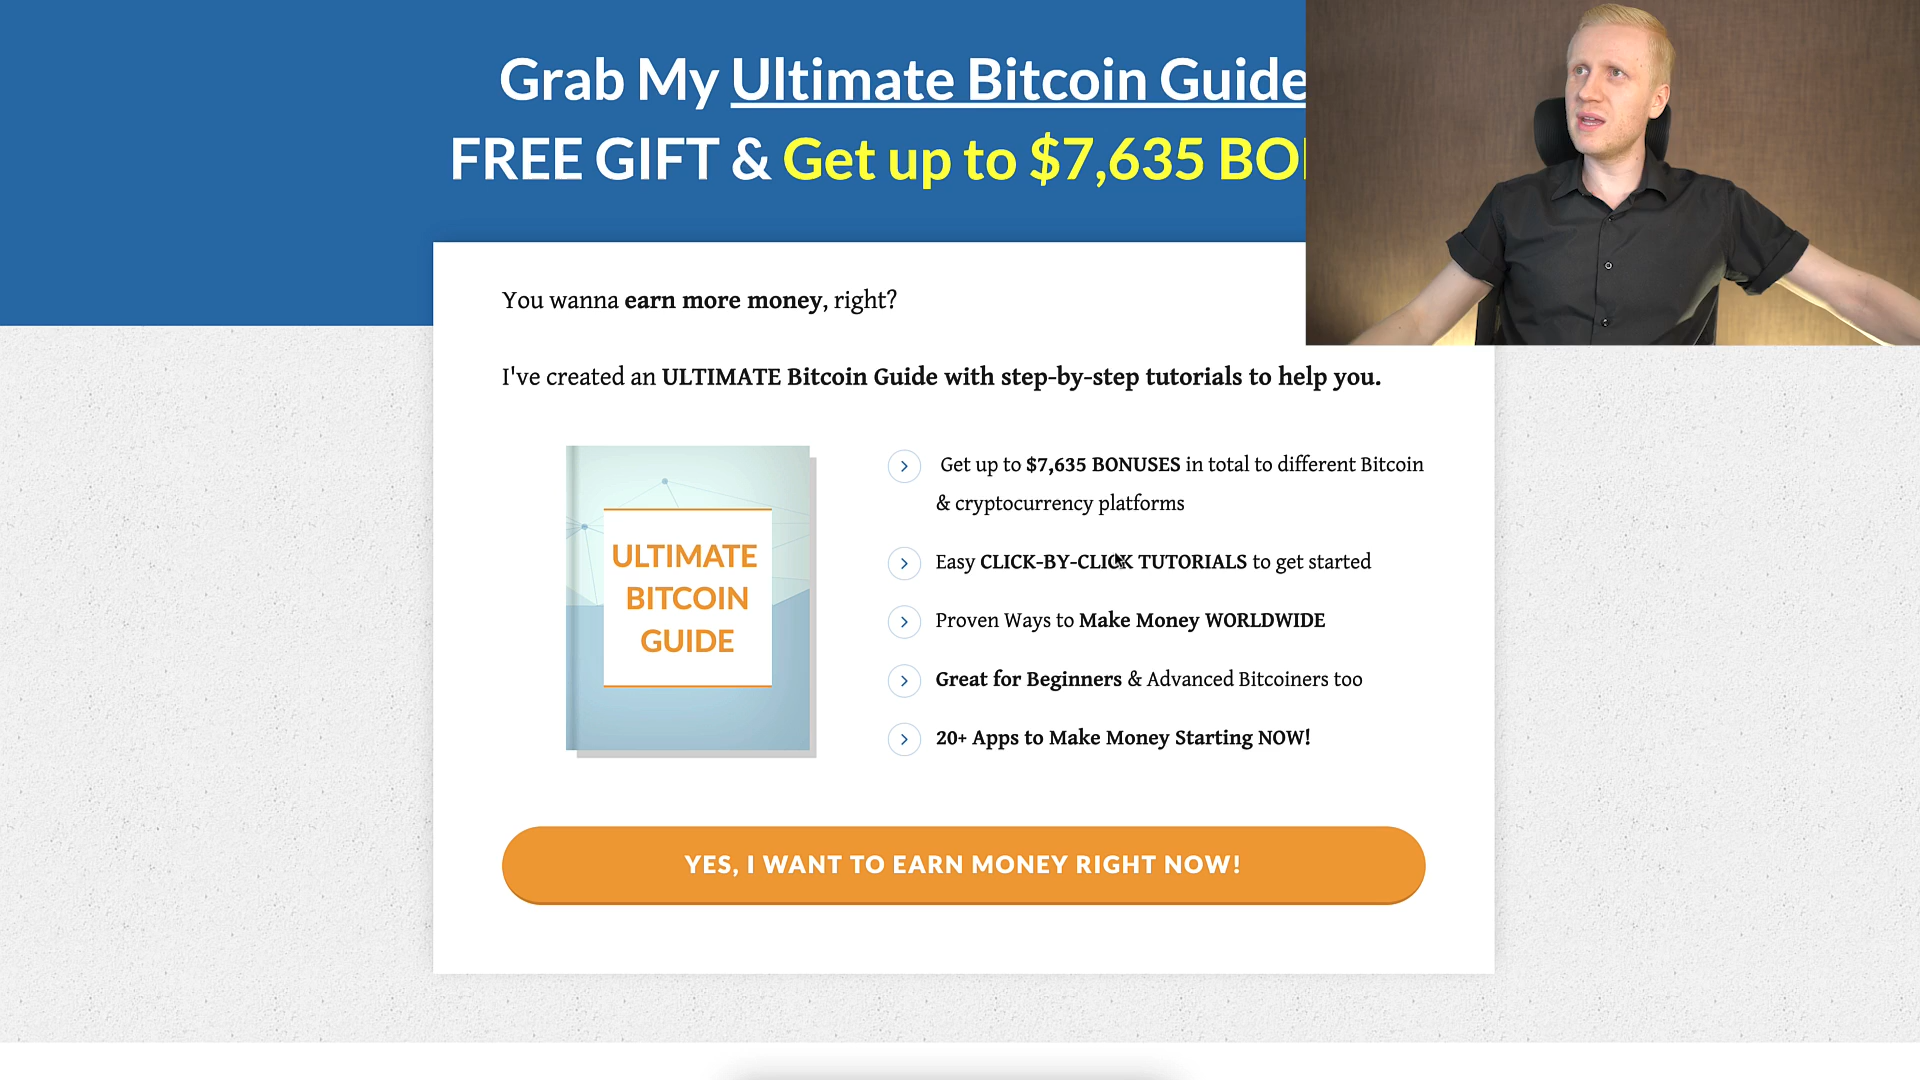 Grab My Ultimate Bitcoin Guide
FREE GIFT & Get up to $7,635 BO
You wanna earn more money, right?
I've created an ULTIMATE Bitcoin Guide with step-by-step tutorials to help you.
ULTIMATE
BITCOIN
GUIDE
Get up to $7,635 BONUSES in total to different Bitcoin
& cryptocurrency platforms
Easy CLICK-BY-CLICK TUTORIALS to get started
Proven Ways to Make Money WORLDWIDE
Great for Beginners & Advanced Bitcoiners too
20+ Apps to Make Money Starting NOW!
YES, I WANT TO EARN MONEY RIGHT NOW!